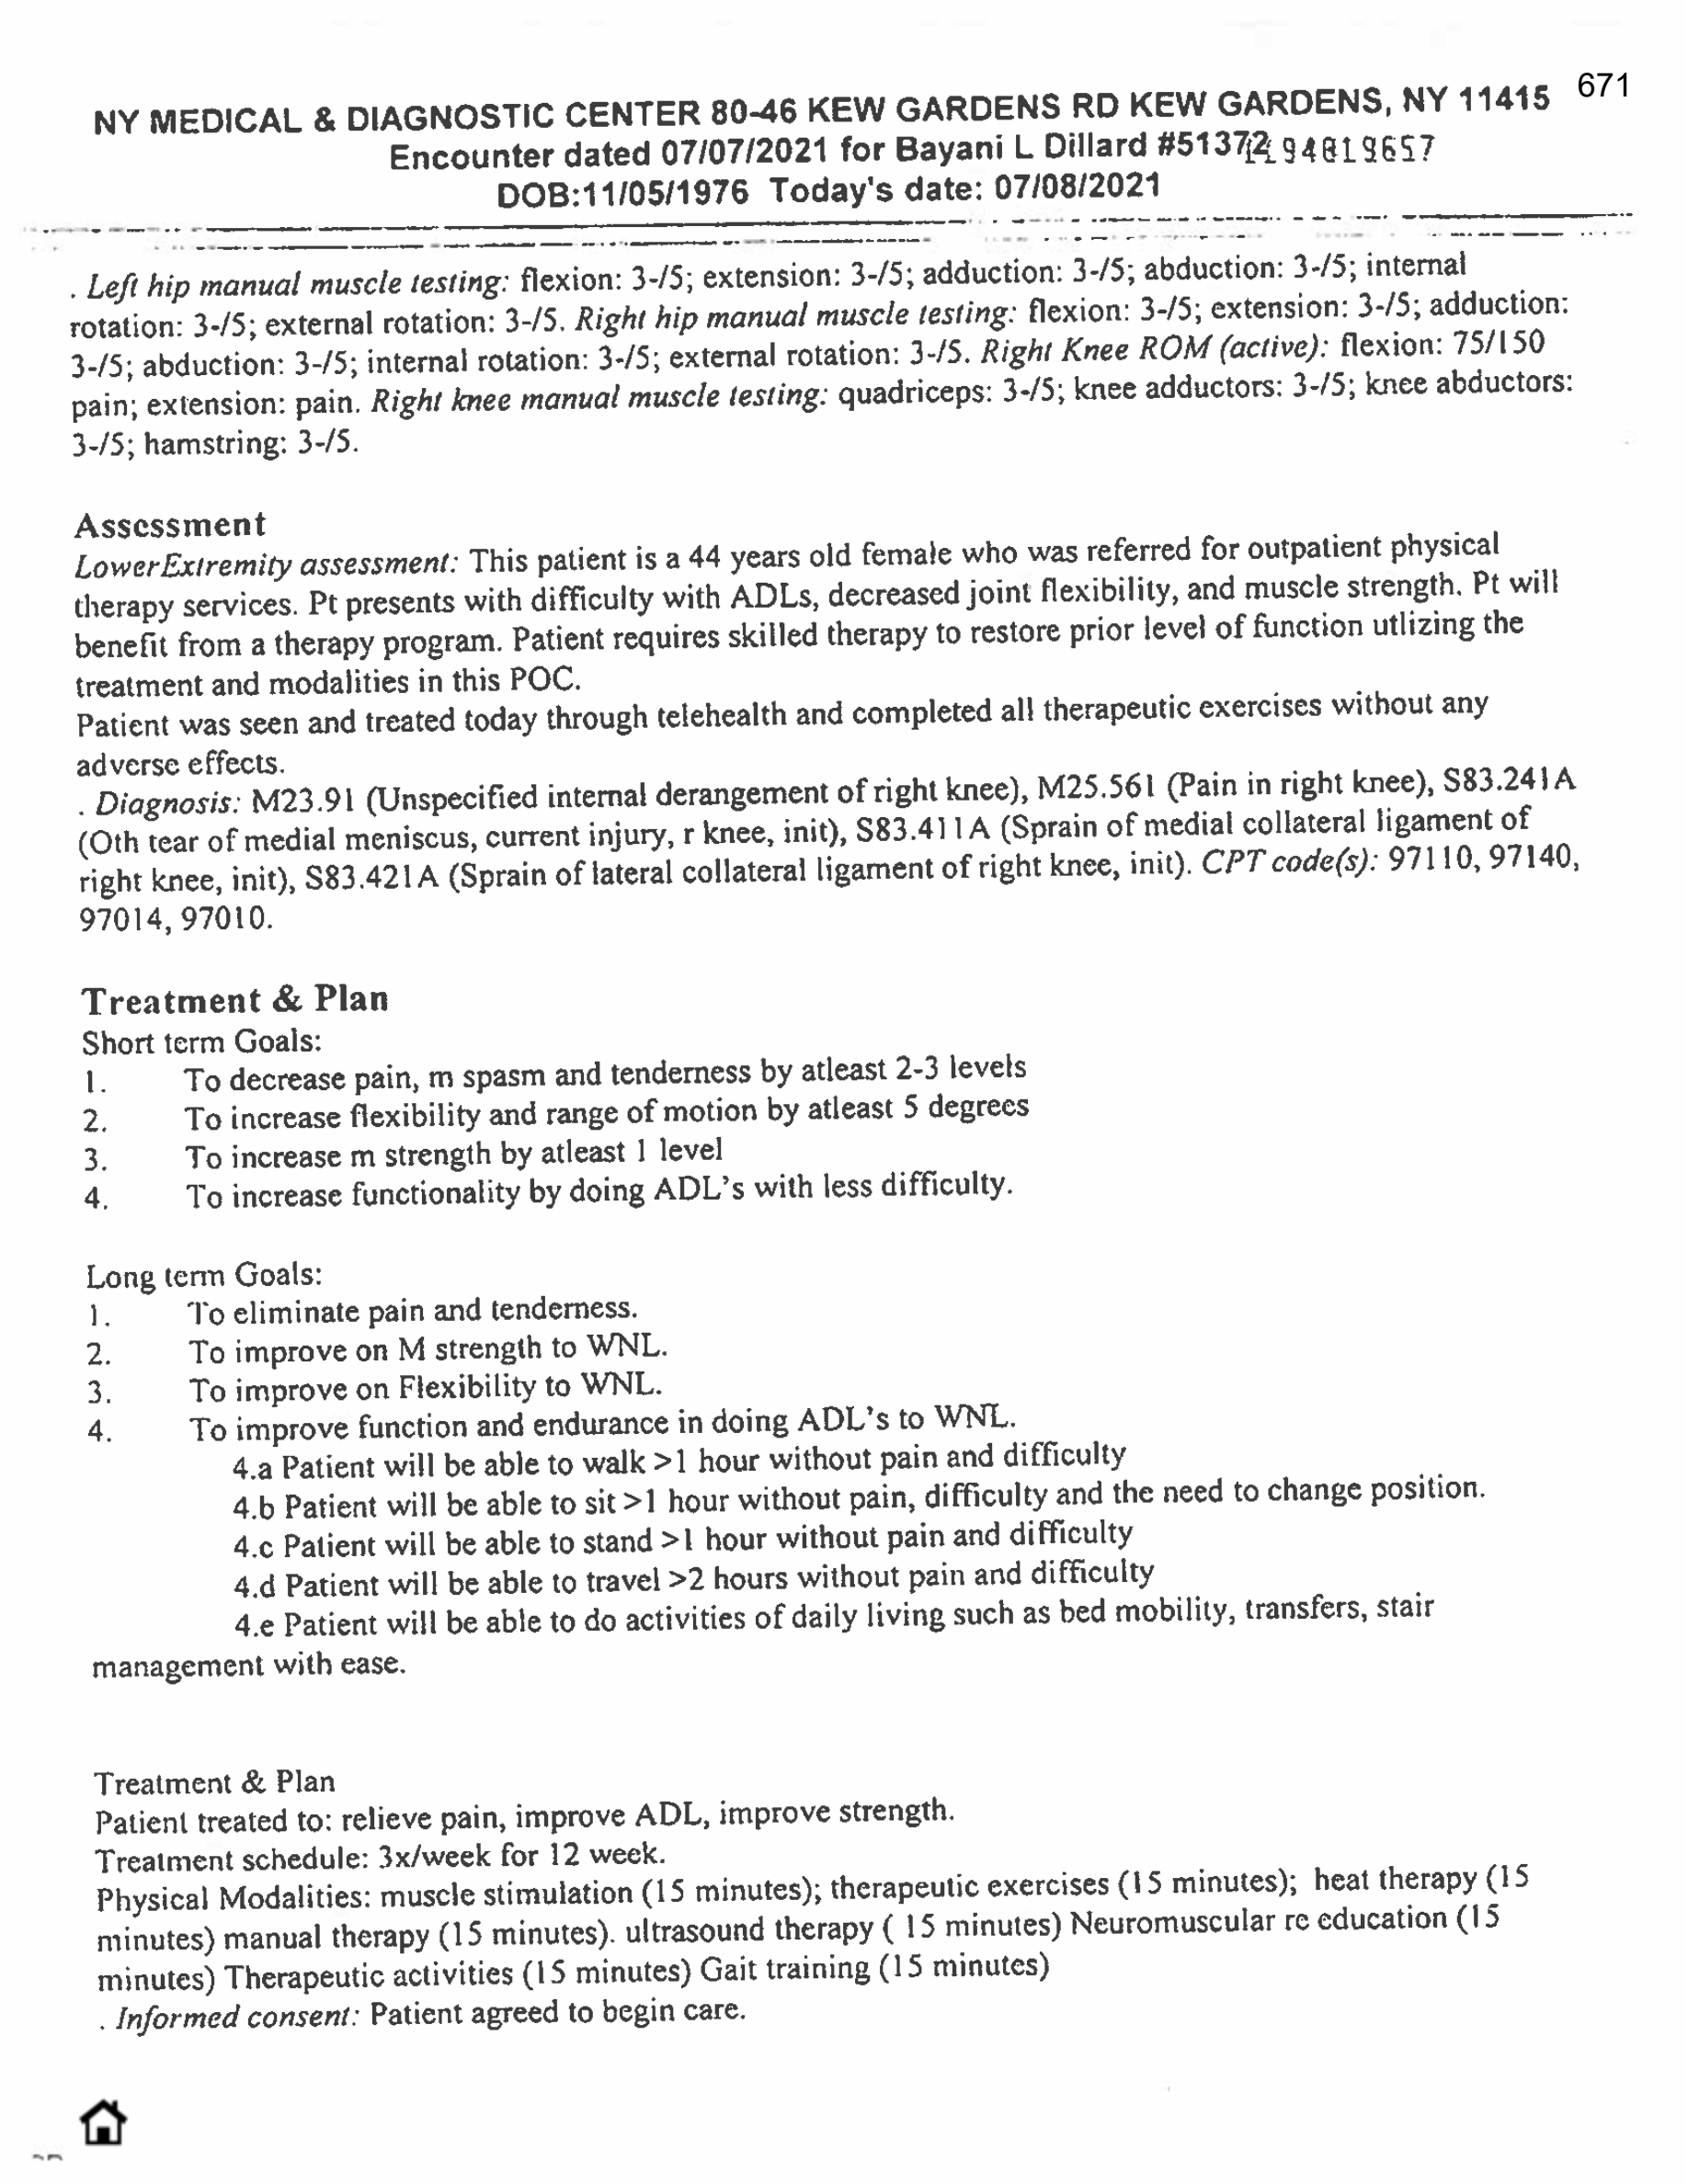 671
NY MEDICAL & DIAGNOSTIC CENTER 80-46 KEW GARDENS RD KEW GARDENS, NY 11415
Encounter dated 07/07/2021 for Bayani L Dillard #51372
DOB:11/05/1976 Today's date: 07/08/2021
. Left hip manual muscle testing: flexion: 3-/5; extension: 3-/5; adduction: 3-/5; abduction: 3-/5; internal
rotation: 3-/5; external rotation: 3-/5. Right hip manual muscle testing: flexion: 3-/5; extension: 3-/5; adduction:
3-/5; abduction: 3-/5; internal rotation: 3-/5; external rotation: 3-/5. Right Knee ROM (active): flexion: 75/150
pain; extension: pain. Right knee manual muscle testing: quadriceps: 3-/5; knee adductors: 3-/5; knee abductors:
3-/5; hamstring: 3-/5.
Assessment
LowerExtremity assessment: This patient is a 44 years old female who was referred for outpatient physical
therapy services. Pt presents with difficulty with ADLs, decreased joint flexibility, and muscle strength. Pt will
benefit from a therapy program. Patient requires skilled therapy to restore prior level of function utlizing the
treatment and modalities in this POC.
Patient was seen and treated today through telehealth and completed all therapeutic exercises without any
adverse effects.
. Diagnosis: M23.91 (Unspecified internal derangement of right knee), M25.561 (Pain in right knee), S83.241A
(Oth tear of medial meniscus, current injury, r knee, init), S83.411A (Sprain of medial collateral ligament of
right knee, init), S83.421A (Sprain of lateral collateral ligament of right knee, init). CPT code(s): 97110, 97140,
97014, 97010.
Treatment & Plan
Short term Goals:
1. To decrease pain, m spasm and tenderness by atleast 2-3 levels
2. To increase flexibility and range of motion by atleast 5 degrees
3. To increase m strength by atleast 1 level
4. To increase functionality by doing ADL's with less difficulty.
Long term Goals:
1. To eliminate pain and tenderness.
2. To improve on M strength to WNL.
3. To improve on Flexibility to WNL.
4. To improve function and endurance in doing ADL's to WNL.
4.a Patient will be able to walk >1 hour without pain and difficulty
4.b Patient will be able to sit >1 hour without pain, difficulty and the need to change position.
4.c Patient will be able to stand >1 hour without pain and difficulty
4.d Patient will be able to travel >2 hours without pain and difficulty
4.e Patient will be able to do activities of daily living such as bed mobility, transfers, stair
management with ease.
Treatment & Plan
Patient treated to: relieve pain, improve ADL, improve strength.
Treatment schedule: 3x/week for 12 week.
Physical Modalities: muscle stimulation (15 minutes); therapeutic exercises (15 minutes); heat therapy (15
minutes) manual therapy (15 minutes). ultrasound therapy ( 15 minutes) Neuromuscular re education (15
minutes) Therapeutic activities (15 minutes) Gait training (15 minutes)
. Informed consent: Patient agreed to begin care.